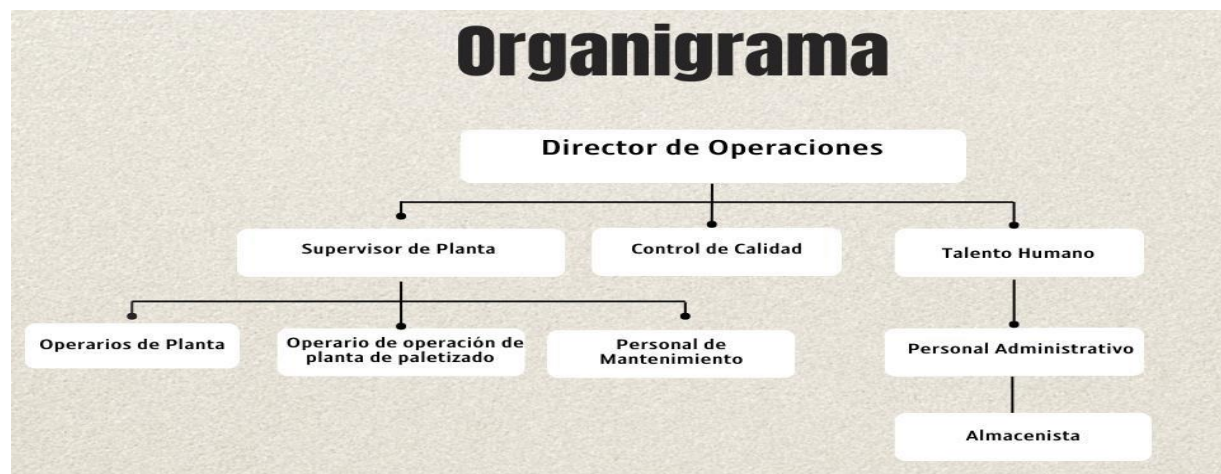 Organigrama
Director de Operaciones
Supervisor de Planta
Control de Calidad
Talento Humano
Operarios de Planta
Operario de operación de
planta de paletizado
Personal de
Mantenimiento
Personal Administrativo
Almacenista